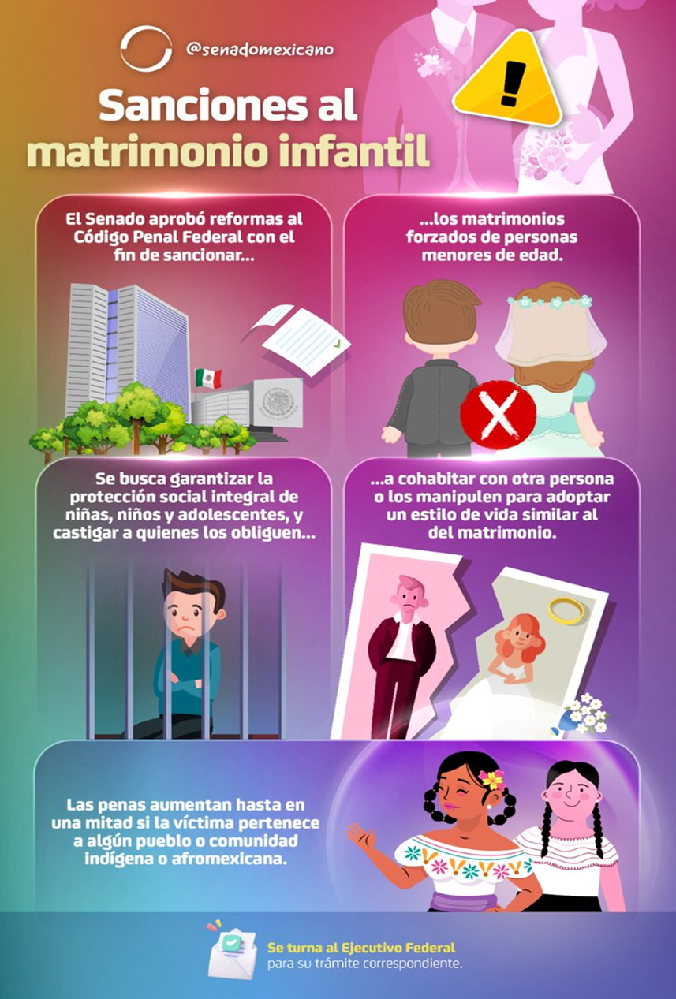 @senadomexicano
Sanciones al
matrimonio infantil
El Senado aprobó reformas al
Código Penal Federal con el
fin de sancionar...
...los matrimonios
forzados de personas
menores de edad.
Se busca garantizar la
protección social integral de
niñas, niños y adolescentes, y
castigar a quienes los obliguen...
...a cohabitar con otra persona
o los manipulen para adoptar
un estilo de vida similar al
del matrimonio.
Las penas aumentan hasta en
una mitad si la víctima pertenece
a algún pueblo o comunidad
indígena o afromexicana.
Se turna al Ejecutivo Federal
para su trámite correspondiente.